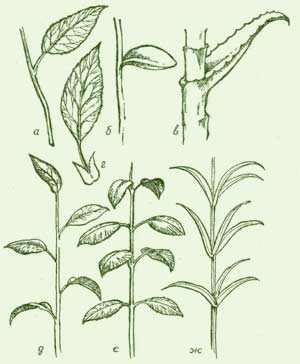 а б в
г
д е ж